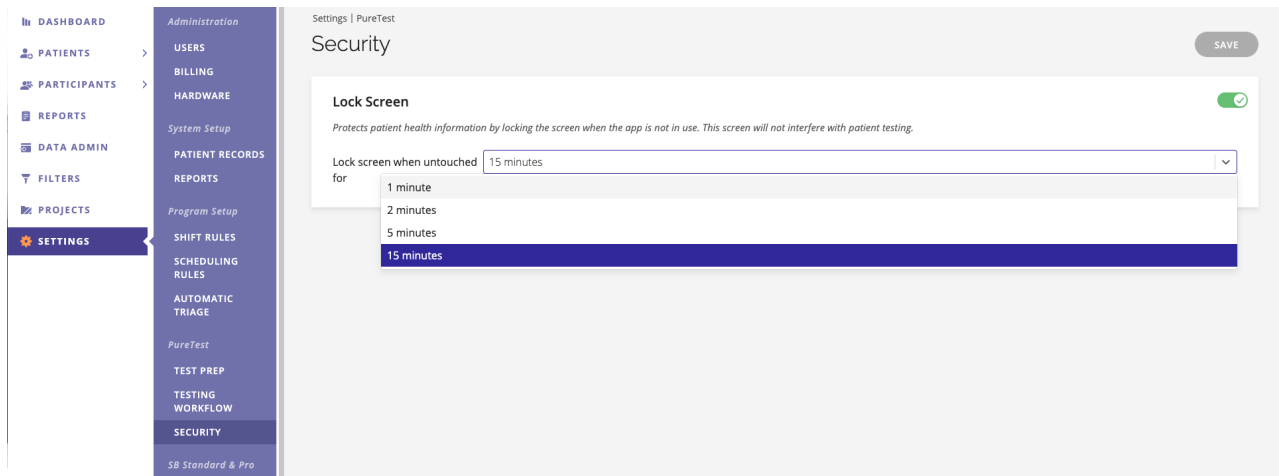 DASHBOARD
PATIENTS
PARTICIPANTS
REPORTS
DATA ADMIN
FILTERS
PROJECTS
SETTINGS
Administration
USERS
BILLING
HARDWARE
System Setup
PATIENT RECORDS
REPORTS
Program Setup
SHIFT RULES
SCHEDULING
RULES
AUTOMATIC
TRIAGE
PureTest
TEST PREP
TESTING
WORKFLOW
SECURITY
SB Standard & Pro
Settings | PureTest
Security
SAVE
Lock Screen
Protects patient health information by locking the screen when the app is not in use. This screen will not interfere with patient testing.
Lock screen when untouched
for
15 minutes
1 minute
2 minutes
5 minutes
15 minutes